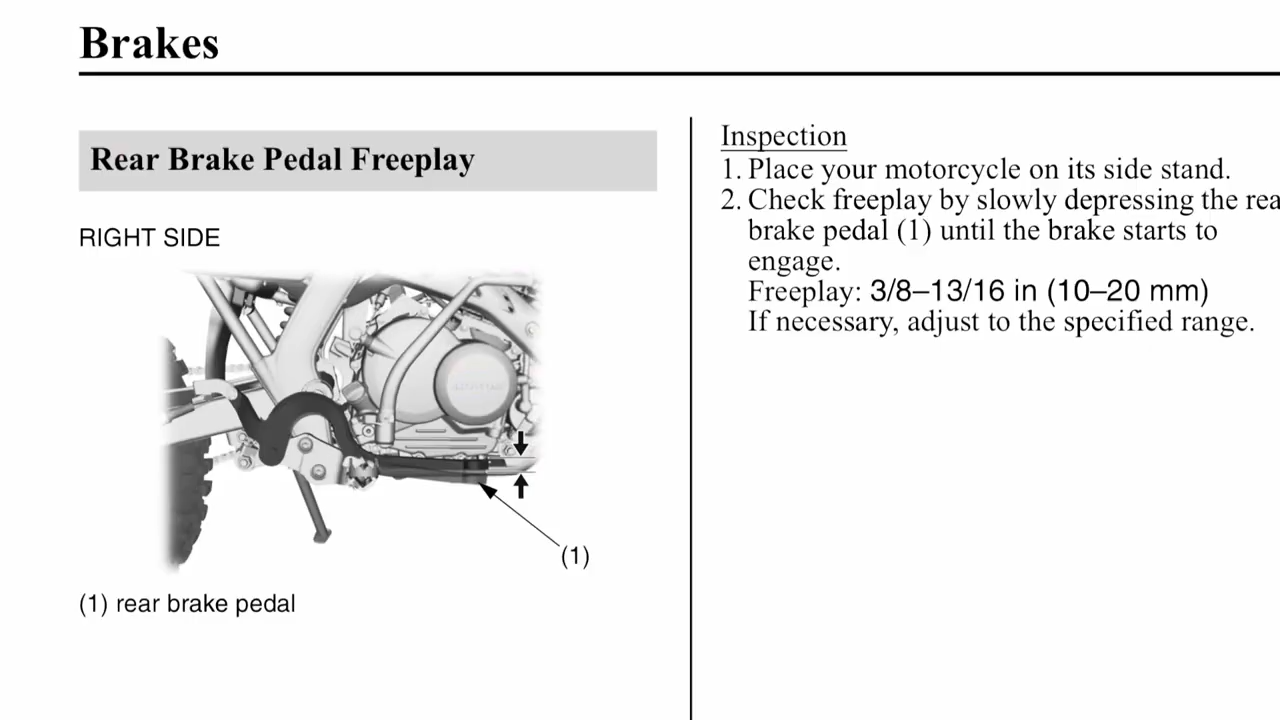 Brakes
Rear Brake Pedal Freeplay
RIGHT SIDE
(1)
(1) rear brake pedal
Inspection
1. Place your motorcycle on its side stand.
2. Check freeplay by slowly depressing the rea
brake pedal (1) until the brake starts to
engage.
Freeplay: 3/8–13/16 in (10–20 mm)
If necessary, adjust to the specified range.